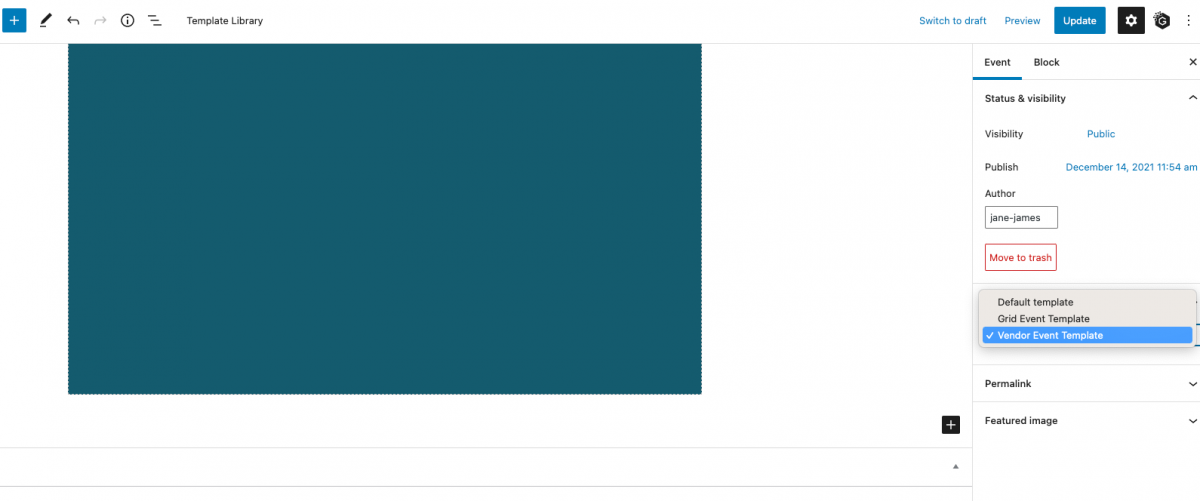 Template Library
Switch to draft
Preview
Update
G
Event
Block
Status & visibility
Visibility
Public
Publish
December 14, 2021 11:54 am
Author
jane-james
Move to trash
Default template
Grid Event Template
✓ Vendor Event Template
Permalink
Featured image